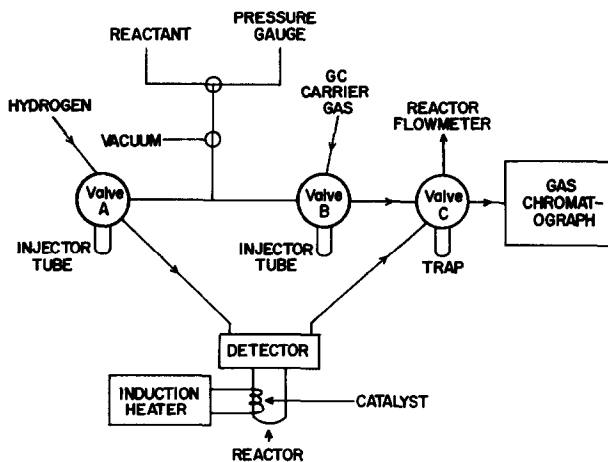 REACTANT
PRESSURE
GAUGE
HYDROGEN
VACUUM
GC
CARRIER
GAS
REACTOR
FLOWMETER
Valve
A
Valve
B
Valve
C
GAS
CHROMAT-
OGRAPH
INJECTOR
TUBE
INJECTOR
TUBE
TRAP
DETECTOR
INDUCTION
HEATER
CATALYST
REACTOR